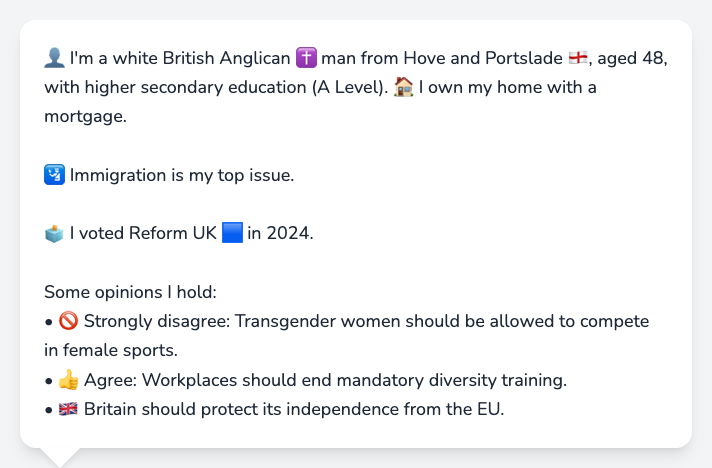 👤 I'm a white British Anglican ✝️ man from Hove and Portslade 🏴󠁧󠁢󠁥󠁮󠁧󠁿, aged 48,
with higher secondary education (A Level). 🏠 I own my home with a
mortgage.
🛂 Immigration is my top issue.
🗳️ I voted Reform UK 🟦 in 2024.
Some opinions I hold:
• 🚫 Strongly disagree: Transgender women should be allowed to compete
in female sports.
• 👍 Agree: Workplaces should end mandatory diversity training.
• 🇬🇧 Britain should protect its independence from the EU.